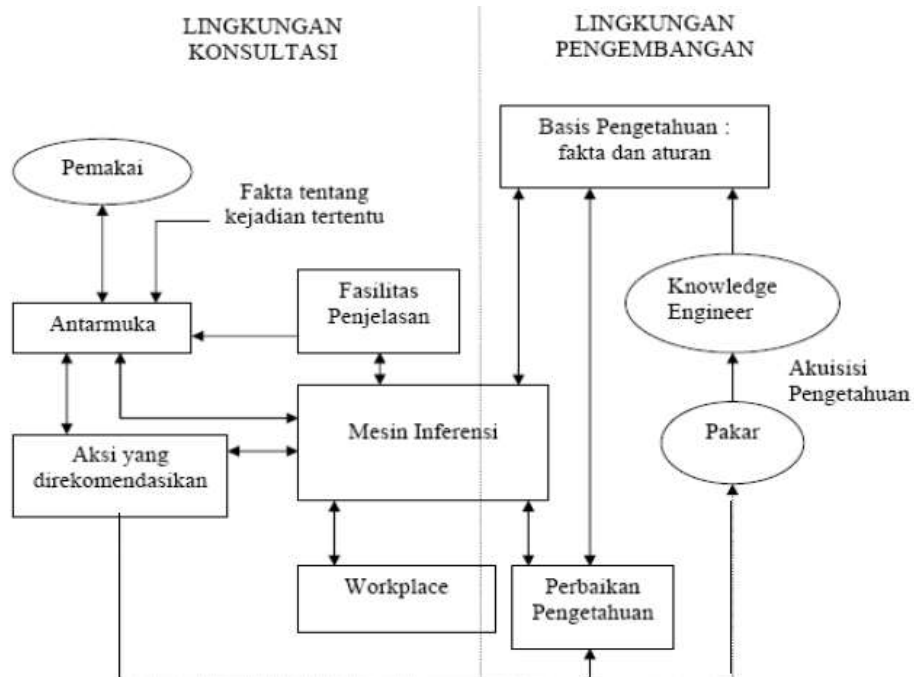 LINGKUNGAN
KONSULTASI
LINGKUNGAN
PENGEMBANGAN
Basis Pengetahuan :
fakta dan aturan
Pemakai
Fakta tentang
kejadian tertentu
Fasilitas
Penjelasan
Knowledge
Engineer
Antarmuka
Akuisisi
Pengetahuan
Mesin Inferensi
Pakar
Aksi yang
direkomendasikan
Workplace
Perbaikan
Pengetahuan